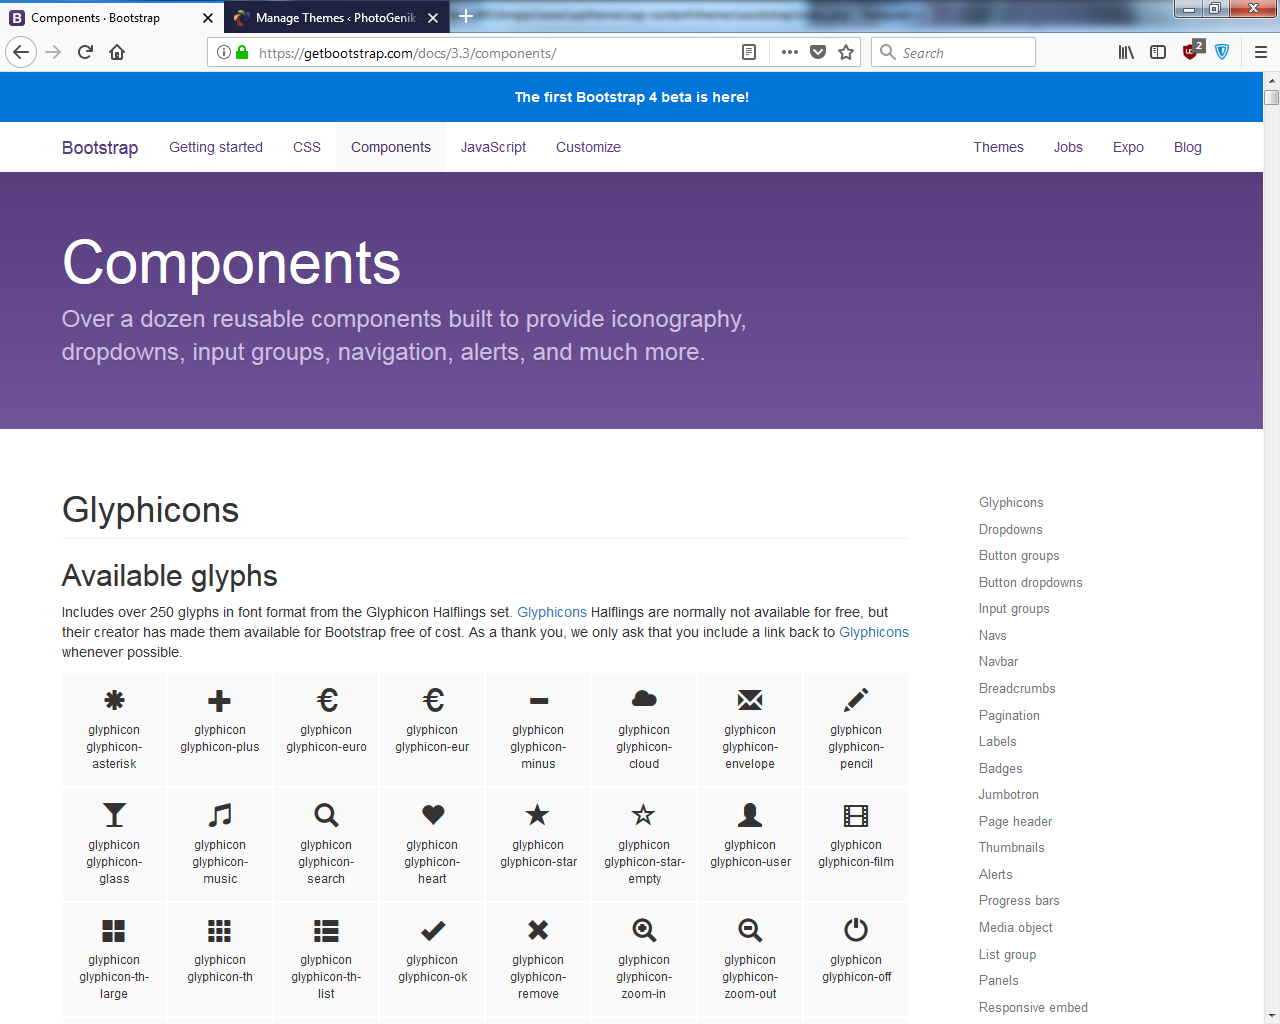 Components · Bootstrap
Manage Themes ‹ PhotoGenik
https://getbootstrap.com/docs/3.3/components/
Search
2
The first Bootstrap 4 beta is here!
Bootstrap Getting started CSS Components JavaScript Customize Themes Jobs Expo Blog
Components
Over a dozen reusable components built to provide iconography,
dropdowns, input groups, navigation, alerts, and much more.
Glyphicons
Available glyphs
Includes over 250 glyphs in font format from the Glyphicon Halflings set. Glyphicons Halflings are normally not available for free, but
their creator has made them available for Bootstrap free of cost. As a thank you, we only ask that you include a link back to Glyphicons
whenever possible.
glyphicon
glyphicon-
asterisk
glyphicon
glyphicon-plus
glyphicon
glyphicon-euro
glyphicon
glyphicon-eur
glyphicon
glyphicon-
minus
glyphicon
glyphicon-
cloud
glyphicon
glyphicon-
envelope
glyphicon
glyphicon-
pencil
glyphicon
glyphicon-
glass
glyphicon
glyphicon-
music
glyphicon
glyphicon-
search
glyphicon
glyphicon-
heart
glyphicon
glyphicon-star
glyphicon
glyphicon-star-
empty
glyphicon
glyphicon-user
glyphicon
glyphicon-film
glyphicon
glyphicon-th-
large
glyphicon
glyphicon-th
glyphicon
glyphicon-th-
list
glyphicon
glyphicon-ok
glyphicon
glyphicon-
remove
glyphicon
glyphicon-
zoom-in
glyphicon
glyphicon-
zoom-out
glyphicon
glyphicon-off
Glyphicons
Dropdowns
Button groups
Button dropdowns
Input groups
Navs
Navbar
Breadcrumbs
Pagination
Labels
Badges
Jumbotron
Page header
Thumbnails
Alerts
Progress bars
Media object
List group
Panels
Responsive embed